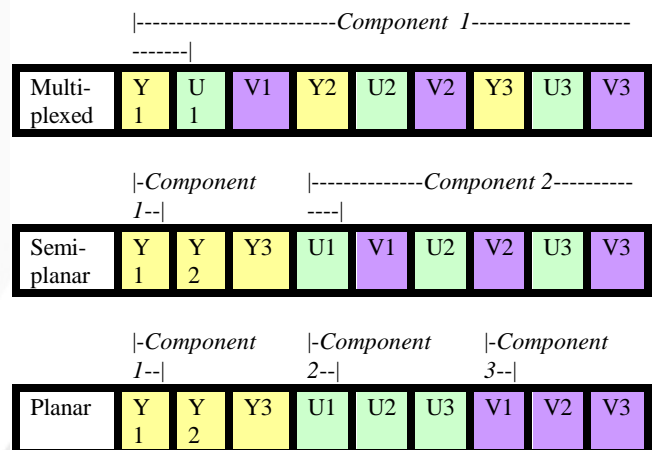 |-------------------------Component 1--------------------
-------|
Multi- Y U V1 Y2 U2 V2 Y3 U3 V3
plexed 1 1
|-Component |--------------Component 2----------
1--| ----|
Semi- Y Y Y3 U1 V1 U2 V2 U3 V3
planar 1 2
|-Component |-Component |-Component
1--| 2--| 3--|
Planar Y Y Y3 U1 U2 U3 V1 V2 V3
1 2